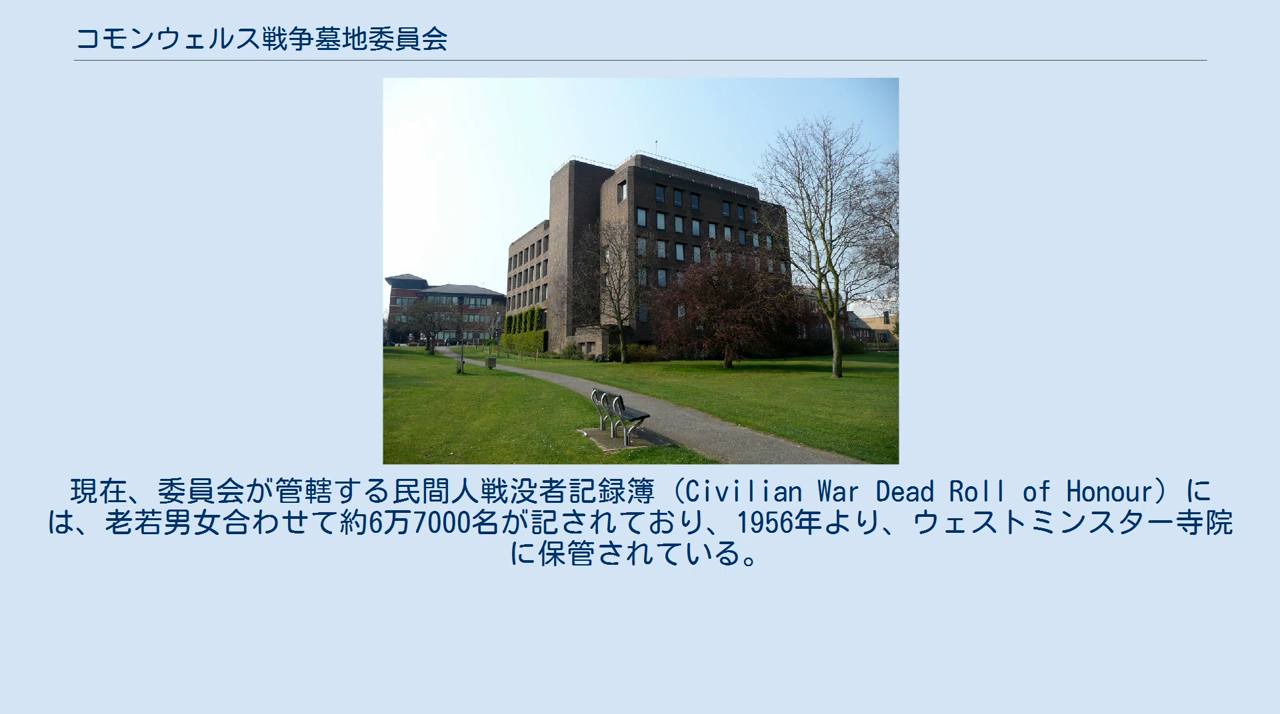 コモンウェルス戦争墓地委員会
現在、委員会が管轄する民間人戦没者記録簿（Civilian War Dead Roll of Honour）に
は、老若男女合わせて約6万7000名が記されており、1956年より、ウェストミンスター寺院
に保管されている。